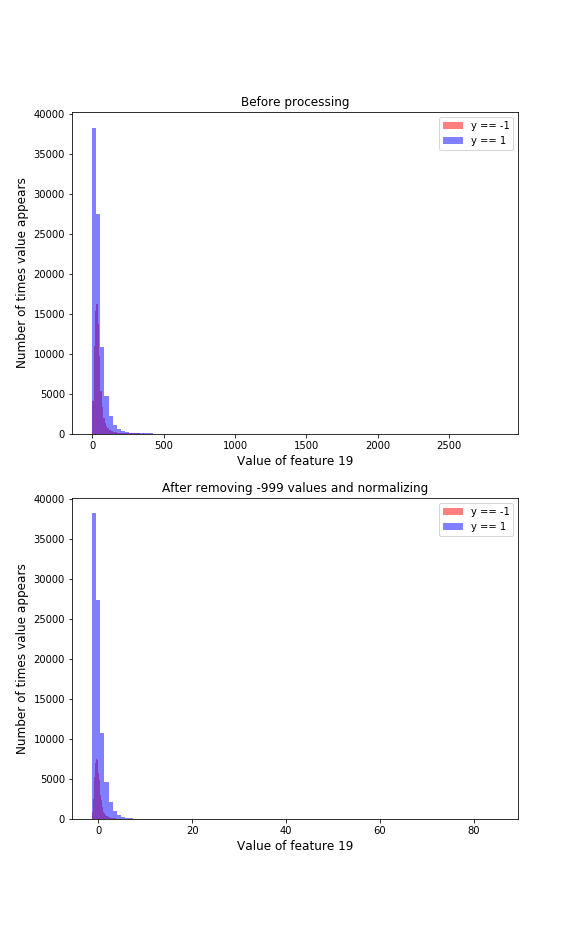 Before processing
y == -1
y == 1
40000
35000
30000
25000
20000
15000
10000
5000
0
Number of times value appears
0 500 1000 1500 2000 2500
Value of feature 19
After removing -999 values and normalizing
y == -1
y == 1
40000
35000
30000
25000
20000
15000
10000
5000
0
Number of times value appears
0 20 40 60 80
Value of feature 19